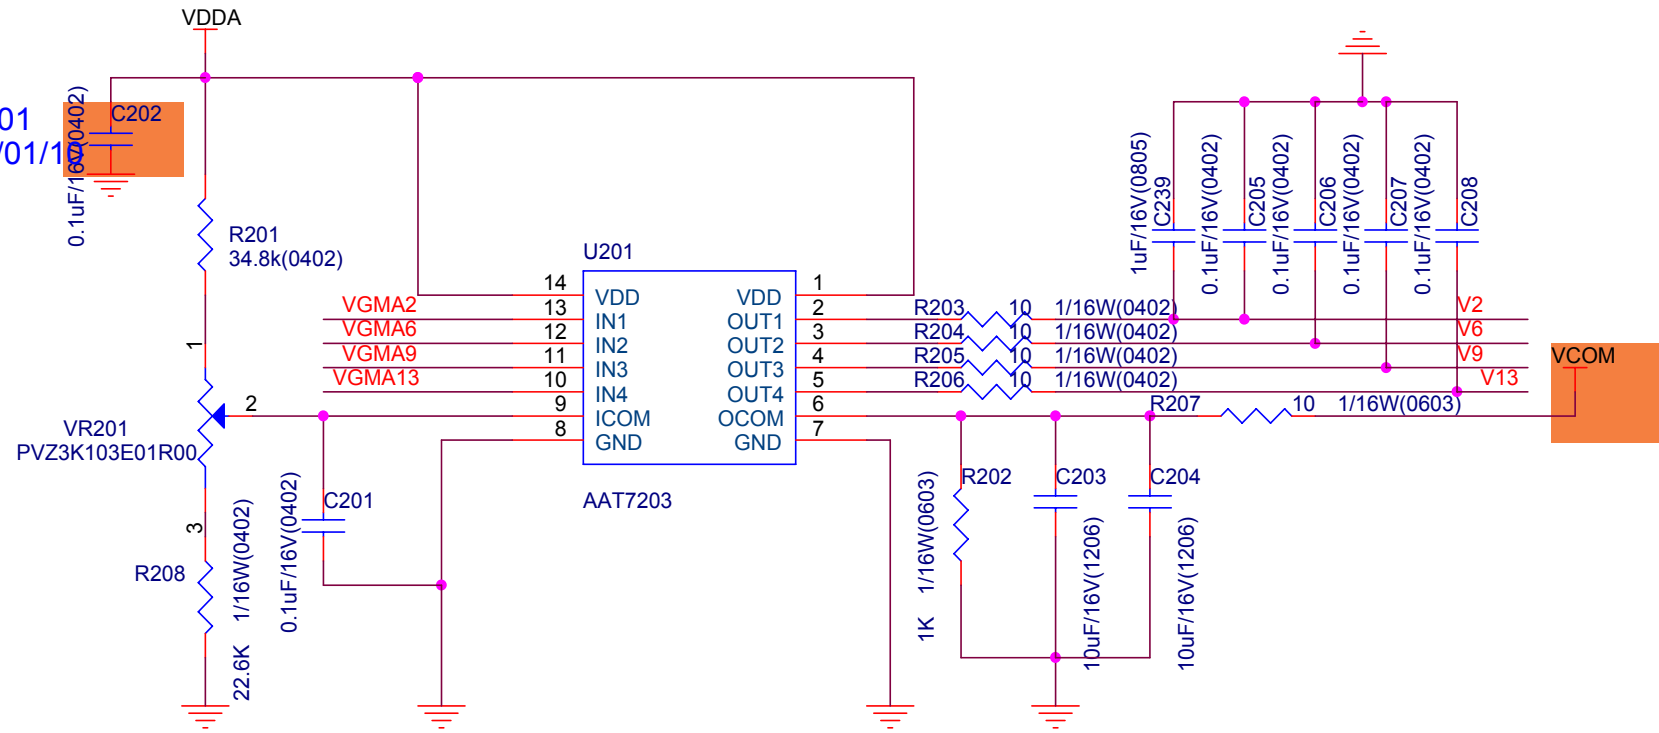 VDDA
01
/01/10
C202
0.1uF/16V(0402)
R201
34.8k(0402)
1
2
3
VR201
PVZ3K103E01R00
R208
22.6K 1/16W(0402)
C201
0.1uF/16V(0402)
VGMA2
VGMA6
VGMA9
VGMA13
U201
14
13
12
11
10
9
8
VDD
IN1
IN2
IN3
IN4
ICOM
GND
VDD
OUT1
OUT2
OUT3
OUT4
OCOM
GND
1
2
3
4
5
6
7
AAT7203
R203 10 1/16W(0402)
R204 10 1/16W(0402)
R205 10 1/16W(0402)
R206 10 1/16W(0402)
R207 10 1/16W(0603)
1uF/16V(0805)
C239
0.1uF/16V(0402)
C205
0.1uF/16V(0402)
C206
0.1uF/16V(0402)
C207
0.1uF/16V(0402)
C208
V2
V6
V9
V13
VCOM
R202
1K 1/16W(0603)
C203
10uF/16V(1206)
C204
10uF/16V(1206)